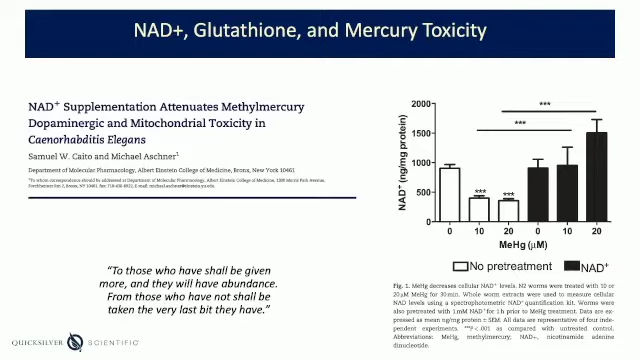 NAD+, Glutathione, and Mercury Toxicity
NAD+ Supplementation Attenuates Methylmercury
Dopaminergic and Mitochondrial Toxicity in
Caenorhabditis Elegans
Samuel W. Caito and Michael Aschner1
Department of Molecular Pharmacology, Albert Einstein College of Medicine, Bronx, New York 10461
"To those who have shall be given
more, and they will have abundance.
From those who have not shall be
taken the very last bit they have."
QUICKSILVER SCIENTIFIC
2000
1500
1000
500
0
NAD+ (ng/mg protein)
***
***
***
***
0 10 20 0 10 20
MeHg (µM)
No pretreatment NAD+
Fig. 1. MeHg decreases cellular NAD+ levels. N2 worms were treated with 10 or
20 µM MeHg for 30 min. Whole worm extracts were used to measure cellular
NAD levels using a spectrophotometric NAD+ quantification kit. Worms were
also pretreated with 1 mM NAD+ for 1 h prior to MeHg treatment. Data are ex-
pressed as mean ng/mg protein ± SEM. All data are representative of four inde-
pendent experiments. ***P < .001 as compared with untreated control.
Abbreviations: MeHg, methylmercury; NAD+, nicotinamide adenine
dinucleotide.